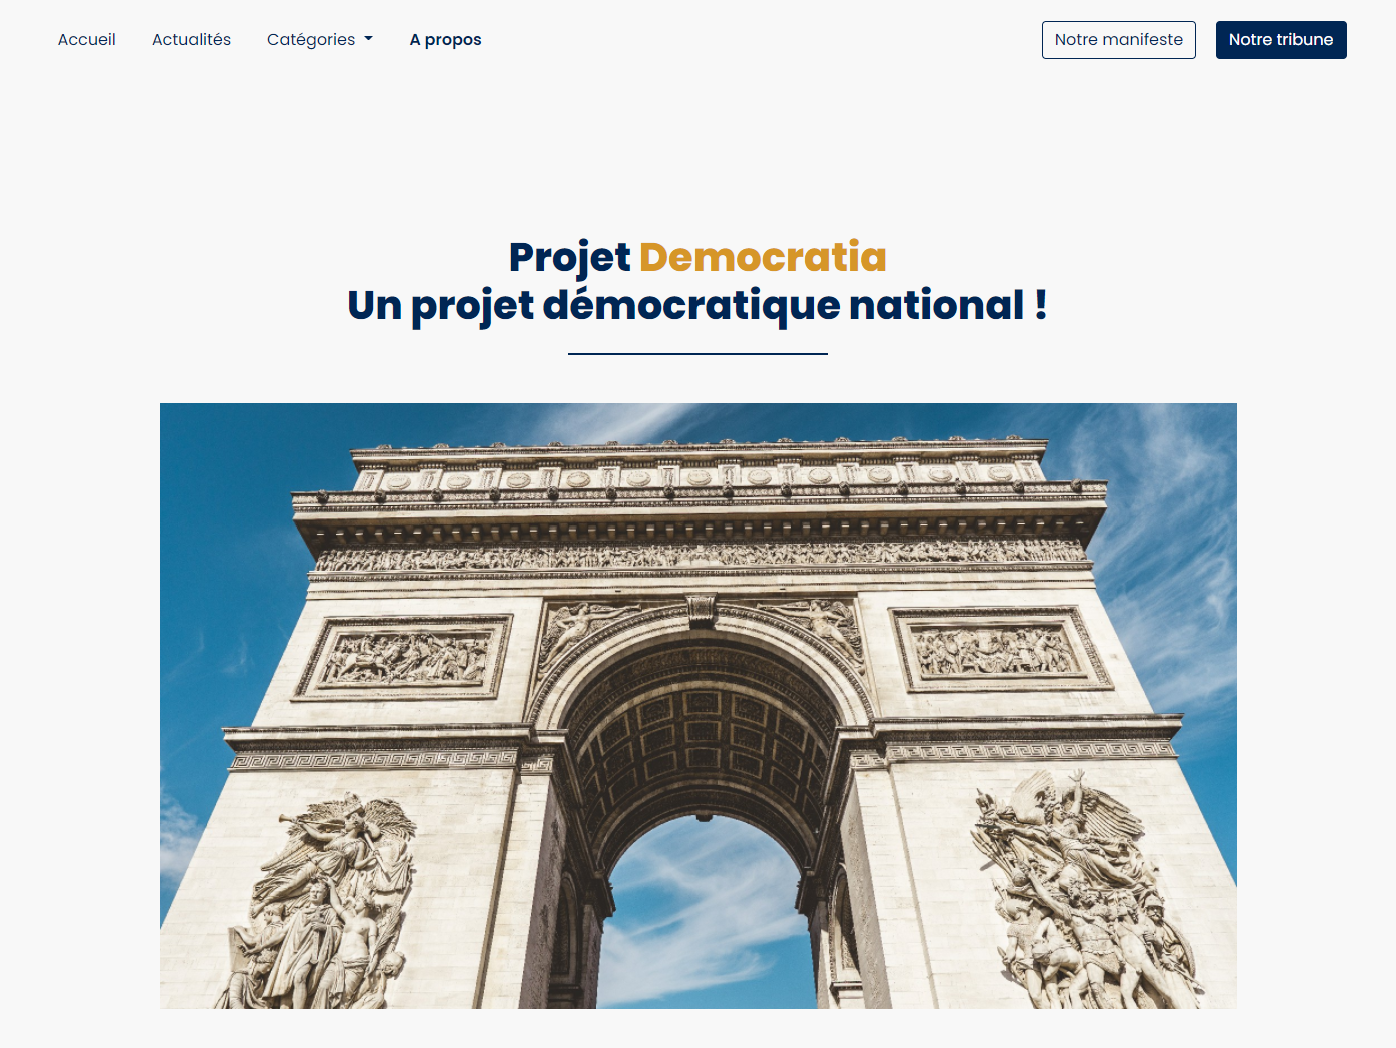 Accueil Actualités Catégories A propos Notre manifeste Notre tribune
Projet Democratia
Un projet démocratique national !